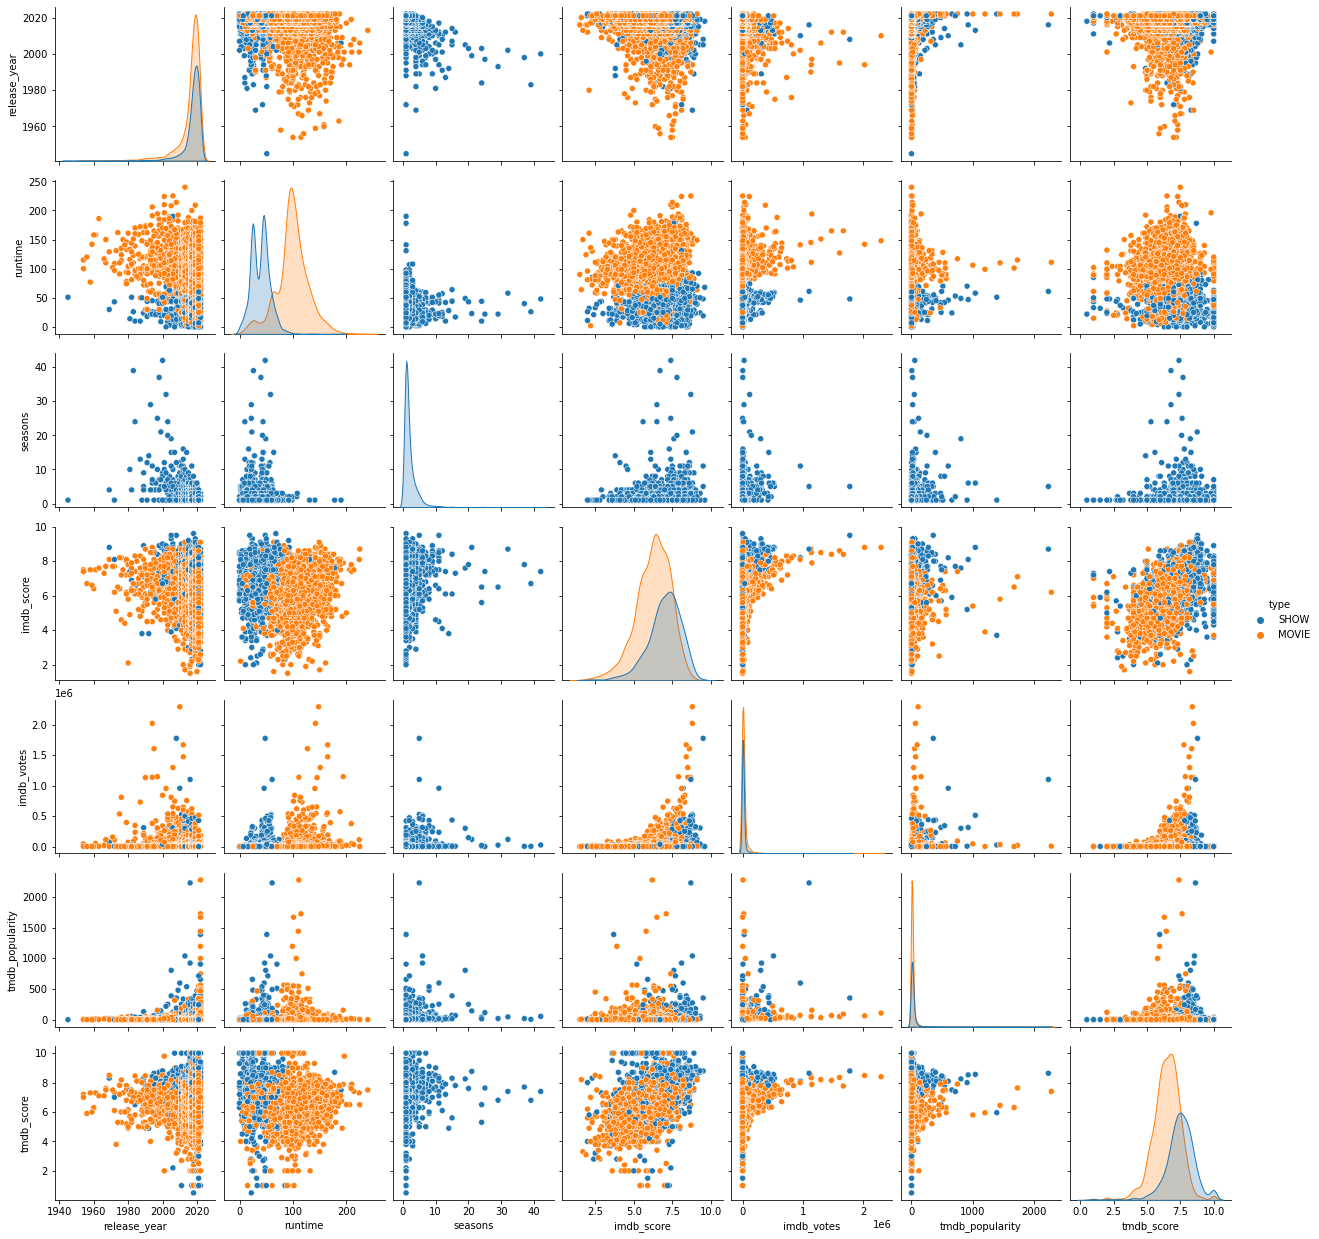 2020
2000
1980
1960
release_year
250
200
150
100
50
0
runtime
40
30
20
10
0
seasons
10
8
6
4
2
imdb_score
type
SHOW
MOVIE
1e6
2.0
1.5
1.0
0.5
0.0
imdb_votes
2000
1500
1000
500
0
tmdb_popularity
10
8
6
4
2
tmdb_score
1940 1960 1980 2000 2020 0 100 200 0 20 40 2.5 5.0 7.5 10.0 0 1 2 0 1000 2000 0.0 2.5 5.0 7.5 10.0
1e6
release_year runtime seasons imdb_score imdb_votes tmdb_popularity tmdb_score